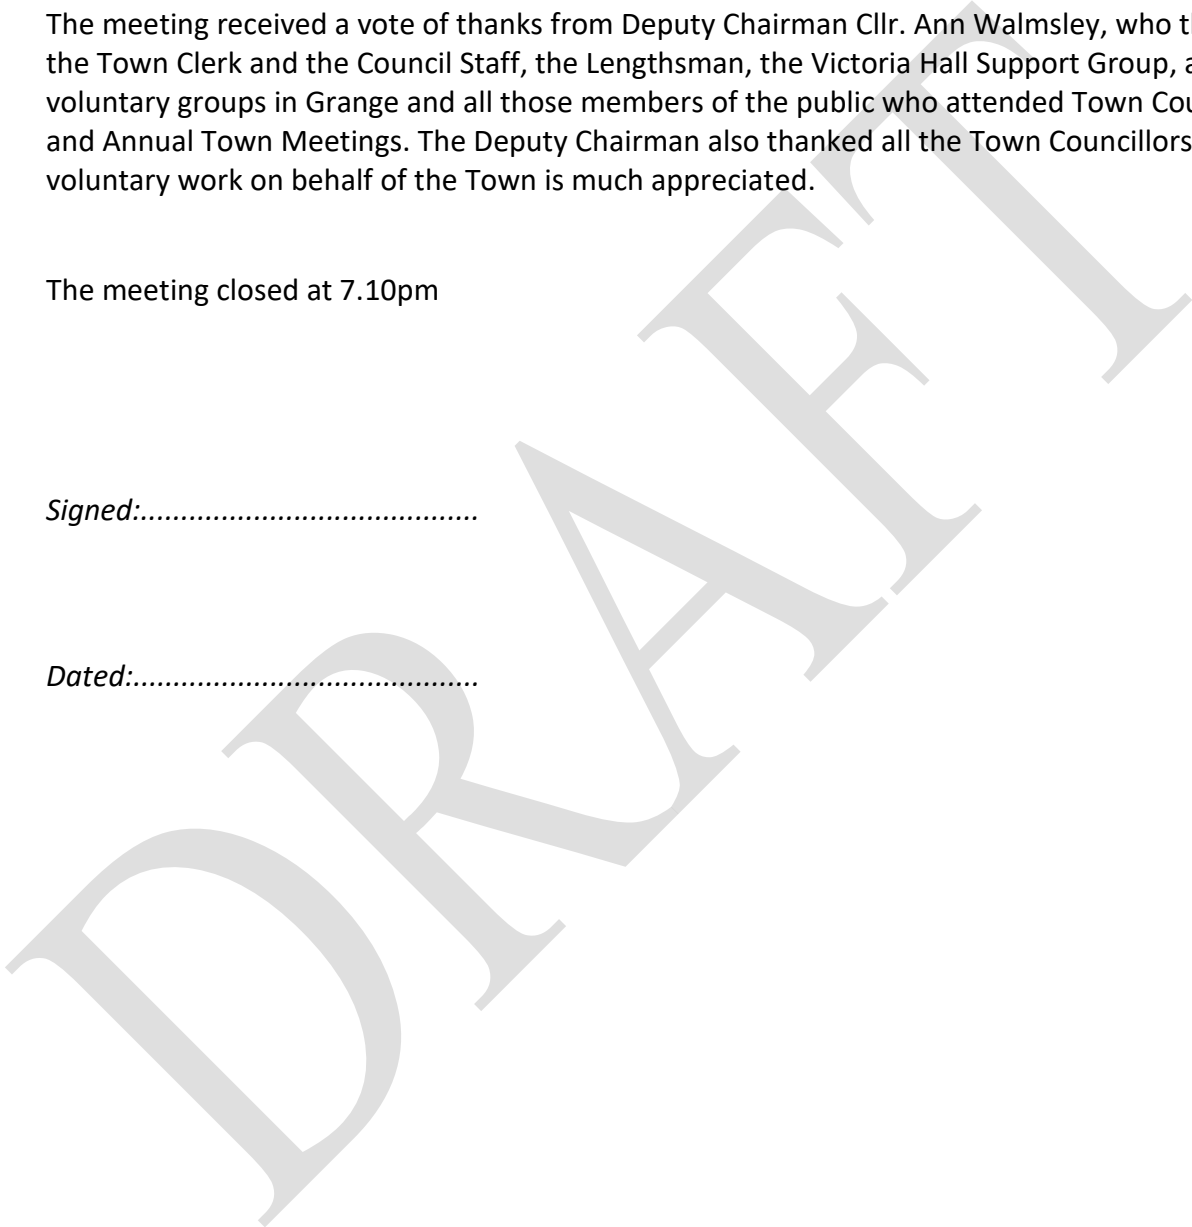 The meeting received a vote of thanks from Deputy Chairman Cllr. Ann Walmsley, who
the Town Clerk and the Council Staff, the Lengthsman, the Victoria Hall Support Group,
voluntary groups in Grange and all those members of the public who attended Town
and Annual Town Meetings. The Deputy Chairman also thanked all the Town Councillors
voluntary work on behalf of the Town is much appreciated.
The meeting closed at 7.10pm
Signed:..........................................
Dated:...........................................
DRAFT